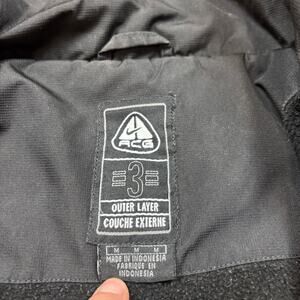 ACG
3
OUTER LAYER
COUCHE EXTERNE
M M M
MADE IN INDONESIA
FABRIQUE EN
INDONESIA